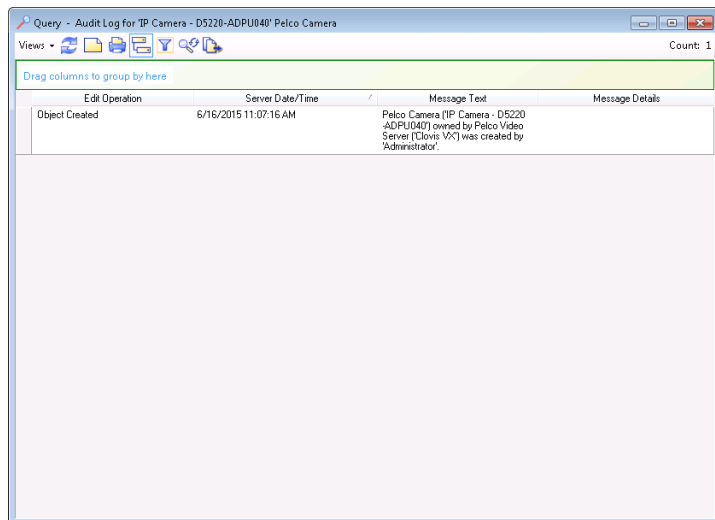 Query - Audit Log for 'IP Camera - D5220-ADPU040' Pelco Camera
Views
Count: 1
Drag columns to group by here
Edit Operation Server Date/Time Message Text Message Details
Object Created 6/16/2015 11:07:16 AM Pelco Camera ('IP Camera - D5220
-ADPU040') owned by Pelco Video
Server ('Clovis VX') was created by
'Administrator'.